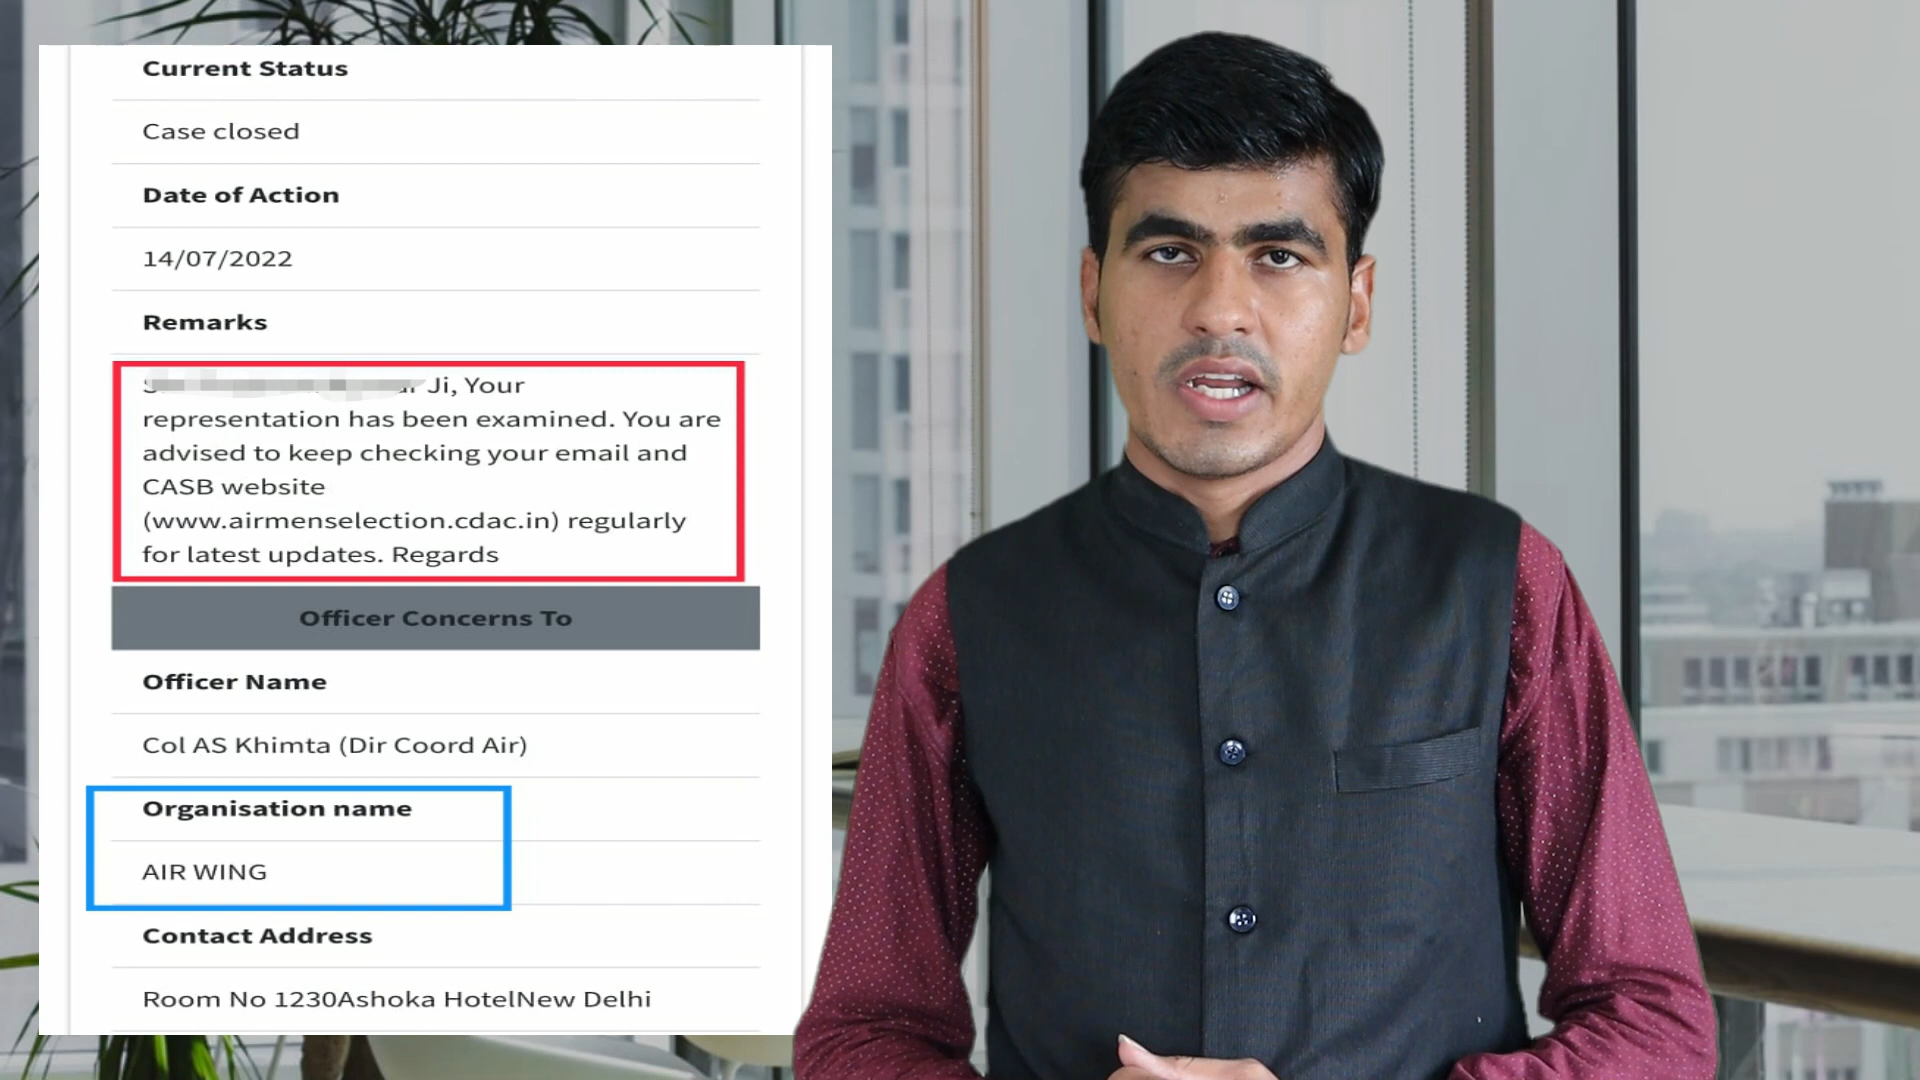 Current Status
Case closed
Date of Action
14/07/2022
Remarks
Ji, Your
representation has been examined. You are
advised to keep checking your email and
CASB website
(www.airmenselection.cdac.in) regularly
for latest updates. Regards
Officer Concerns To
Officer Name
Col AS Khimta (Dir Coord Air)
Organisation name
AIR WING
Contact Address
Room No 1230Ashoka HotelNew Delhi